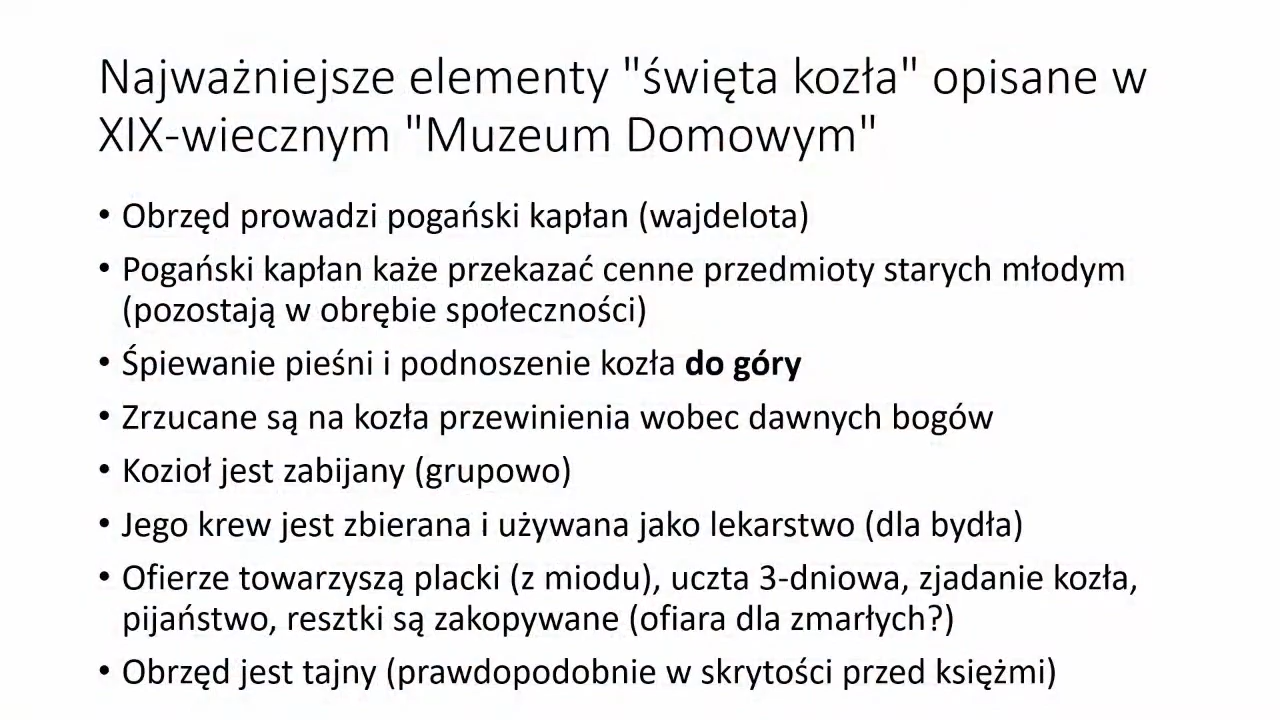 Najważniejsze elementy "święta kozła" opisane w
XIX-wiecznym "Muzeum Domowym"
• Obrzęd prowadzi pogański kapłan (wajdelota)
• Pogański kapłan każe przekazać cenne przedmioty starych młodym
(pozostają w obrębie społeczności)
• Śpiewanie pieśni i podnoszenie kozła do góry
• Zrzucane są na kozła przewinienia wobec dawnych bogów
• Kozioł jest zabijany (grupowo)
• Jego krew jest zbierana i używana jako lekarstwo (dla bydła)
• Ofierze towarzyszą placki (z miodu), uczta 3-dniowa, zjadanie kozła,
pijaństwo, resztki są zakopywane (ofiara dla zmarłych?)
• Obrzęd jest tajny (prawdopodobnie w skrytości przed księżmi)